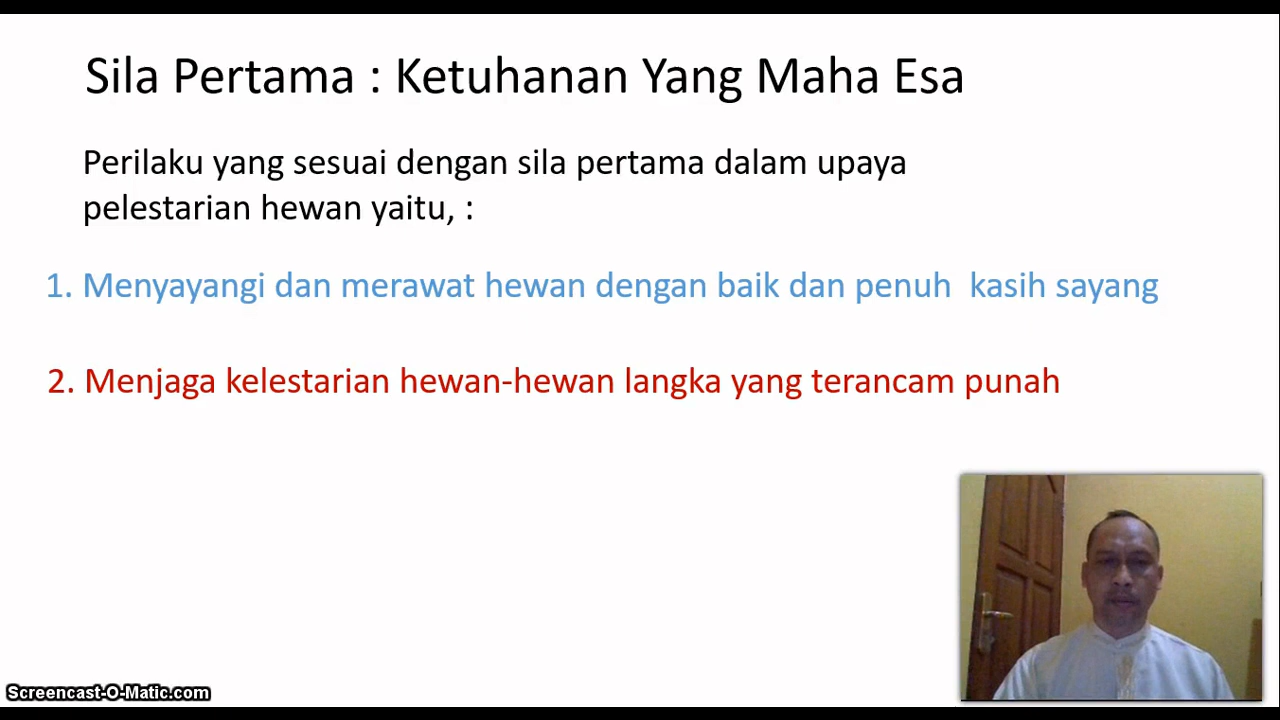 Sila Pertama : Ketuhanan Yang Maha Esa
Perilaku yang sesuai dengan sila pertama dalam upaya
pelestarian hewan yaitu, :
1. Menyayangi dan merawat hewan dengan baik dan penuh  kasih sayang
2. Menjaga kelestarian hewan-hewan langka yang terancam punah
Screencast-O-Matic.com